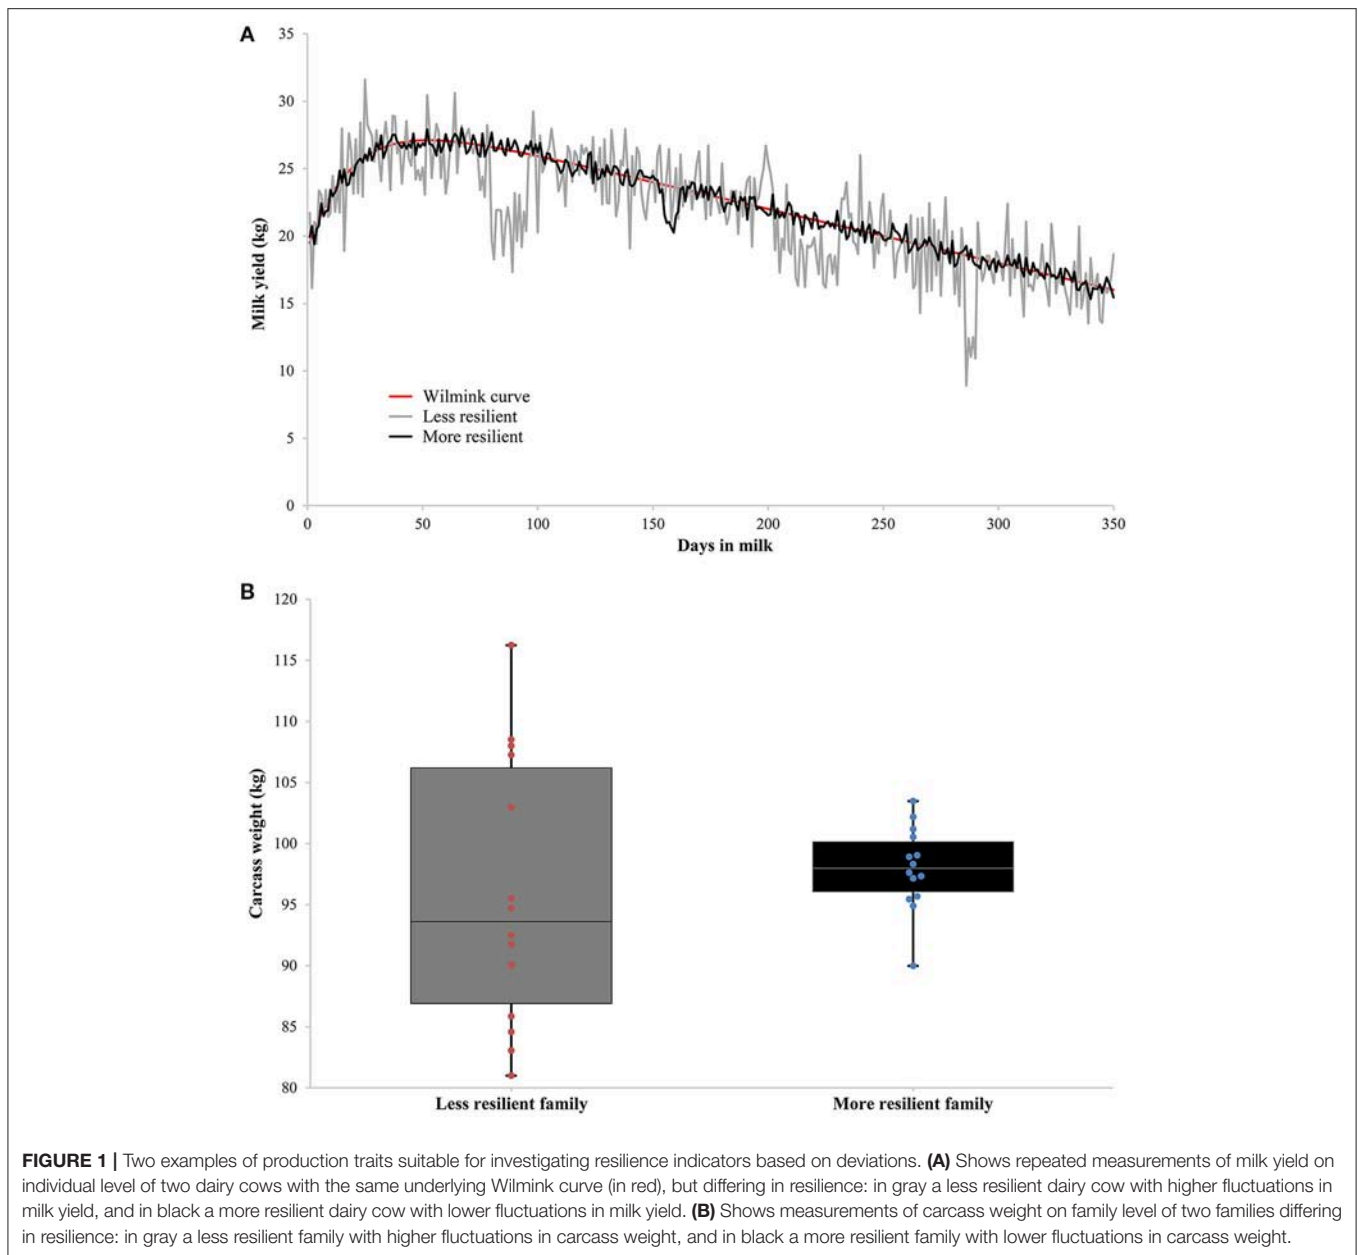 A
35
30
25
20
15
10
5
0
Milk yield (kg)
Wilmink curve
Less resilient
More resilient
0 50 100 150 200 250 300 350
Days in milk
B
120
115
110
105
100
95
90
85
80
Carcass weight (kg)
Less resilient family More resilient family
FIGURE 1 | Two examples of production traits suitable for investigating resilience indicators based on deviations. (A) Shows repeated measurements of milk yield on
individual level of two dairy cows with the same underlying Wilmink curve (in red), but differing in resilience: in gray a less resilient dairy cow with higher fluctuations in
milk yield, and in black a more resilient dairy cow with lower fluctuations in milk yield. (B) Shows measurements of carcass weight on family level of two families differing
in resilience: in gray a less resilient family with higher fluctuations in carcass weight, and in black a more resilient family with lower fluctuations in carcass weight.